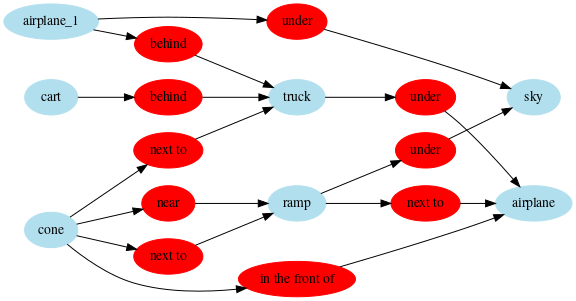 airplane_1
under
behind
cart
behind
truck
under
sky
next to
under
near
ramp
next to
airplane
cone
next to
in the front of